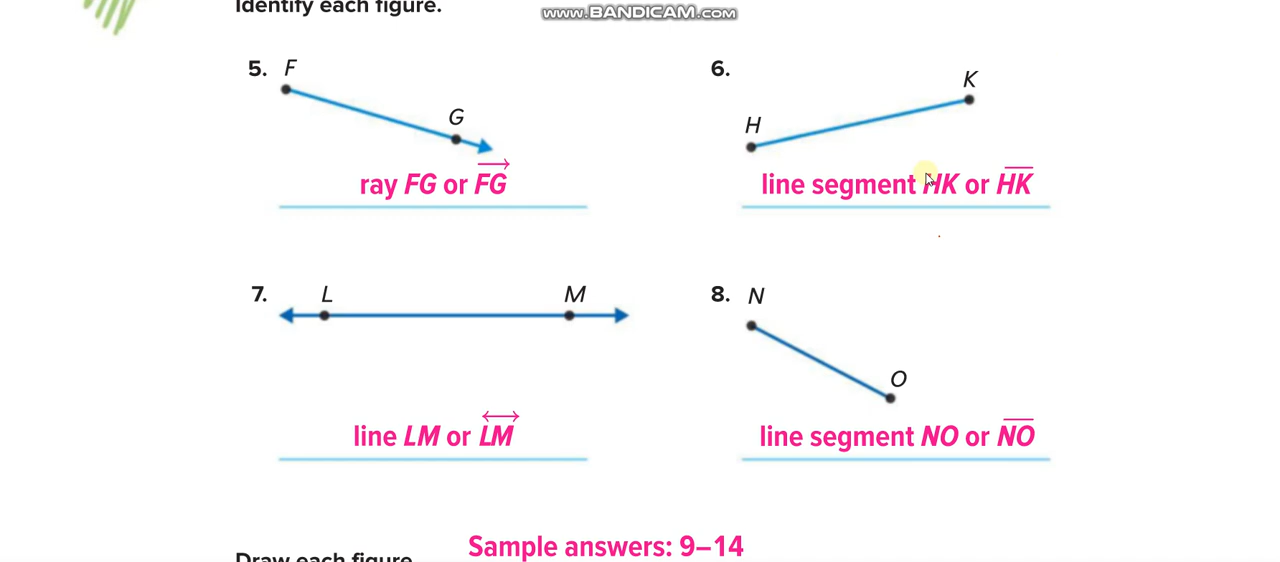 Identify each figure.
WWW.BANDICAM.COM
5. F
G
ray FG or FG
6.
K
H
line segment HK or HK
7. L M
line LM or LM
8. N
O
line segment NO or NO
Sample answers: 9–14
Draw each figure.